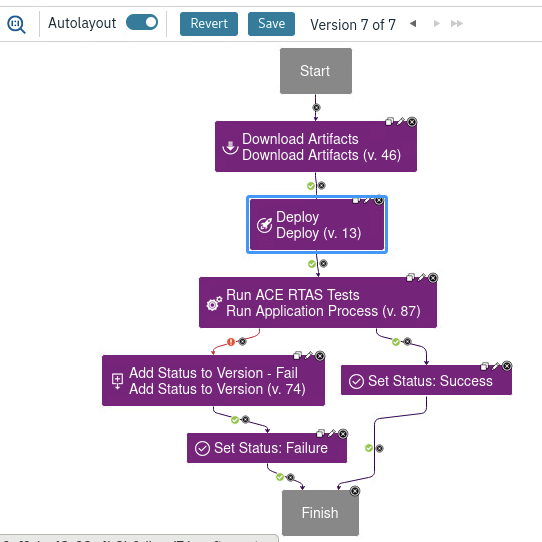 Autolayout Revert Save Version 7 of 7
Start
Download Artifacts
Download Artifacts (v. 46)
Deploy
Deploy (v. 13)
Run ACE RTAS Tests
Run Application Process (v. 87)
Add Status to Version - Fail
Add Status to Version (v. 74)
Set Status: Success
Set Status: Failure
Finish